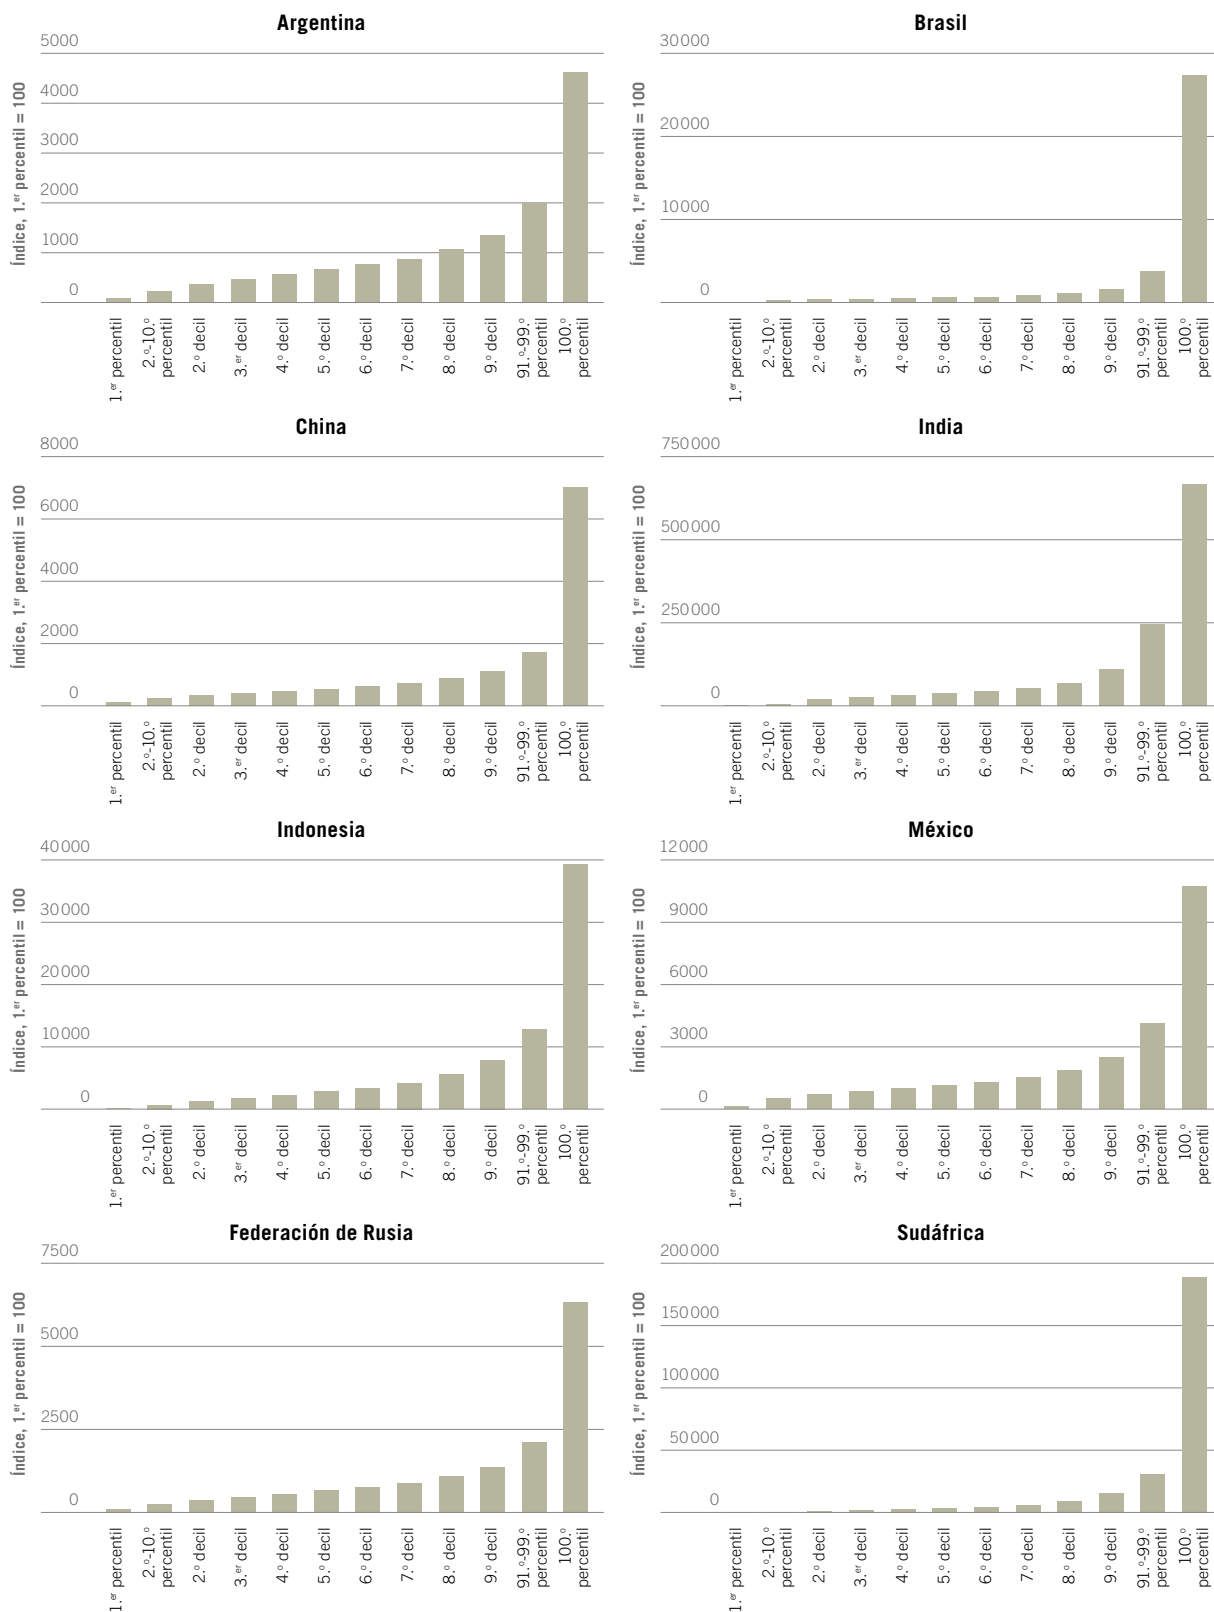 Argentina
Índice, 1.er percentil = 100
5000
4000
3000
2000
1000
0
1.er percentil
2.º-10.º
percentil
2.º decil
3.er decil
4.º decil
5.º decil
6.º decil
7.º decil
8.º decil
9.º decil
91.º-99.º
percentil
100.º
percentil
Brasil
Índice, 1.er percentil = 100
30000
20000
10000
0
1.er percentil
2.º-10.º
percentil
2.º decil
3.er decil
4.º decil
5.º decil
6.º decil
7.º decil
8.º decil
9.º decil
91.º-99.º
percentil
100.º
percentil
China
Índice, 1.er percentil = 100
8000
6000
4000
2000
0
1.er percentil
2.º-10.º
percentil
2.º decil
3.er decil
4.º decil
5.º decil
6.º decil
7.º decil
8.º decil
9.º decil
91.º-99.º
percentil
100.º
percentil
India
Índice, 1.er percentil = 100
750000
500000
250000
0
1.er percentil
2.º-10.º
percentil
2.º decil
3.er decil
4.º decil
5.º decil
6.º decil
7.º decil
8.º decil
9.º decil
91.º-99.º
percentil
100.º
percentil
Indonesia
Índice, 1.er percentil = 100
40000
30000
20000
10000
0
1.er percentil
2.º-10.º
percentil
2.º decil
3.er decil
4.º decil
5.º decil
6.º decil
7.º decil
8.º decil
9.º decil
91.º-99.º
percentil
100.º
percentil
México
Índice, 1.er percentil = 100
12000
9000
6000
3000
0
1.er percentil
2.º-10.º
percentil
2.º decil
3.er decil
4.º decil
5.º decil
6.º decil
7.º decil
8.º decil
9.º decil
91.º-99.º
percentil
100.º
percentil
Federación de Rusia
Índice, 1.er percentil = 100
7500
5000
2500
0
1.er percentil
2.º-10.º
percentil
2.º decil
3.er decil
4.º decil
5.º decil
6.º decil
7.º decil
8.º decil
9.º decil
91.º-99.º
percentil
100.º
percentil
Sudáfrica
Índice, 1.er percentil = 100
200000
150000
100000
50000
0
1.er percentil
2.º-10.º
percentil
2.º decil
3.er decil
4.º decil
5.º decil
6.º decil
7.º decil
8.º decil
9.º decil
91.º-99.º
percentil
100.º
percentil